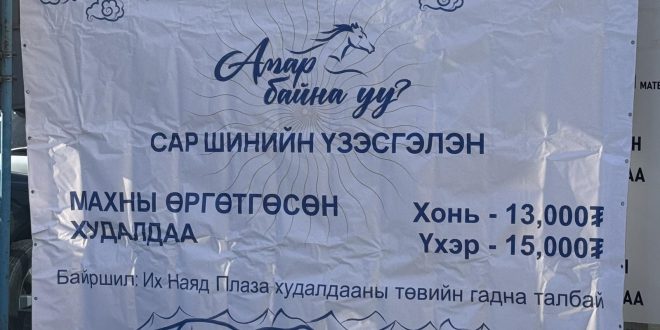 Амар
байна уу?
САР ШИНИЙН ҮЗЭСГЭЛЭН
МАХНЫ ӨРГӨТГӨСӨН
ХУДАЛДАА
Хонь - 13,000₮
Үхэр - 15,000₮
Байршил: Их Наяд Плаза худалдааны төвийн гадна талбай
МАТЕ